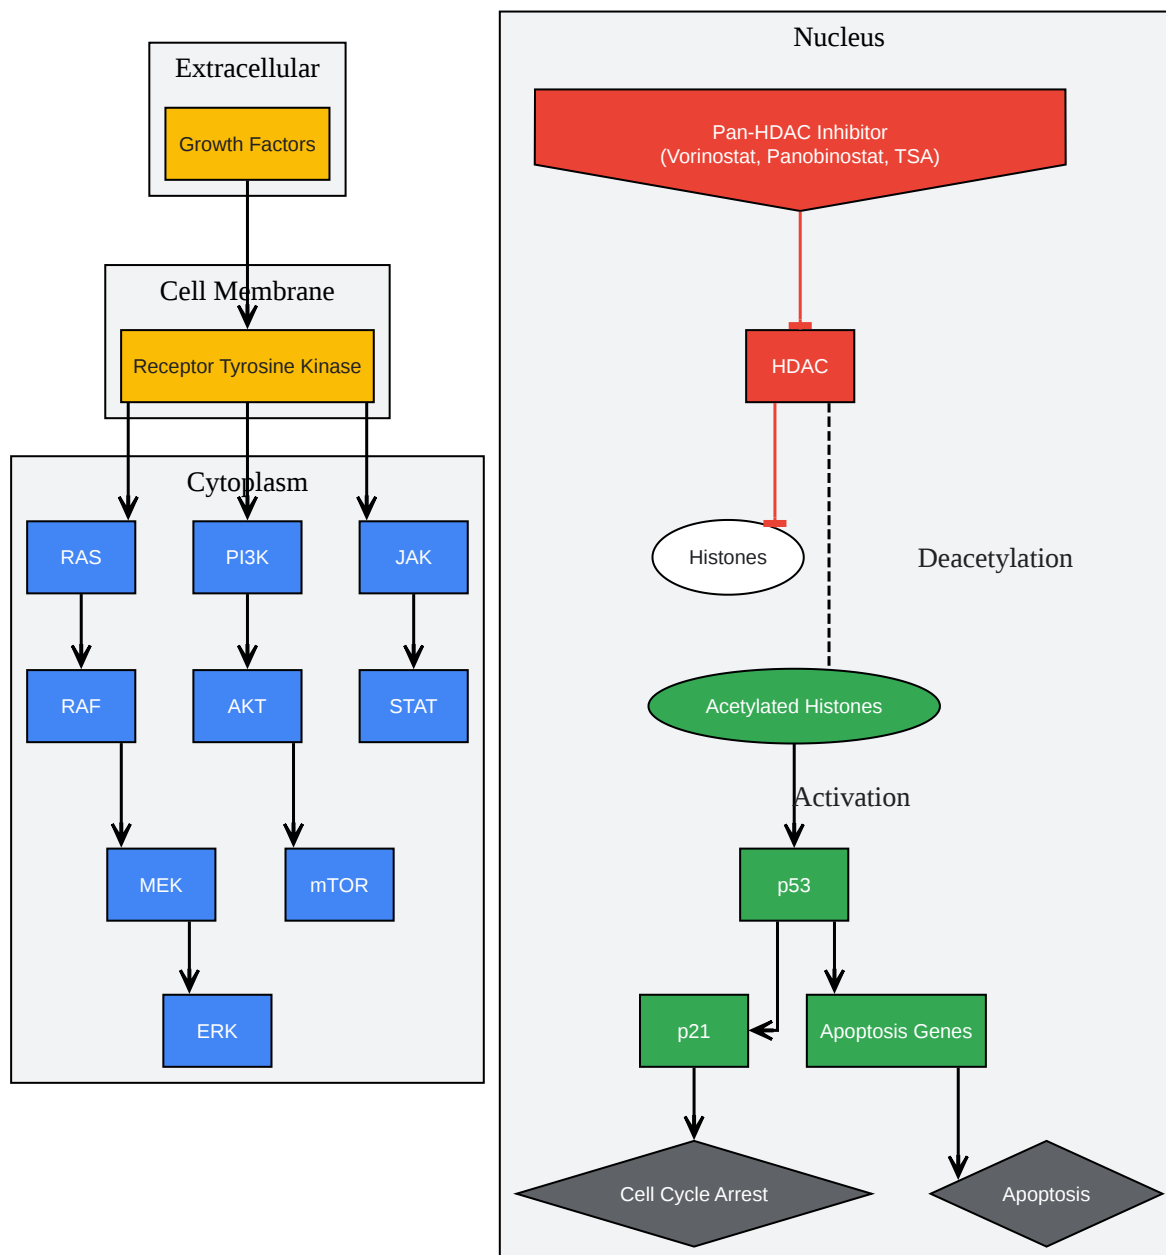 Extracellular
Growth Factors
Cell Membrane
Receptor Tyrosine Kinase
Cytoplasm
RAS
PI3K
JAK
RAF
AKT
STAT
MEK
mTOR
ERK
Nucleus
Pan-HDAC Inhibitor
(Vorinostat, Panobinostat, TSA)
HDAC
Histones
Deacetylation
Acetylated Histones
Activation
p53
p21
Apoptosis Genes
Cell Cycle Arrest
Apoptosis